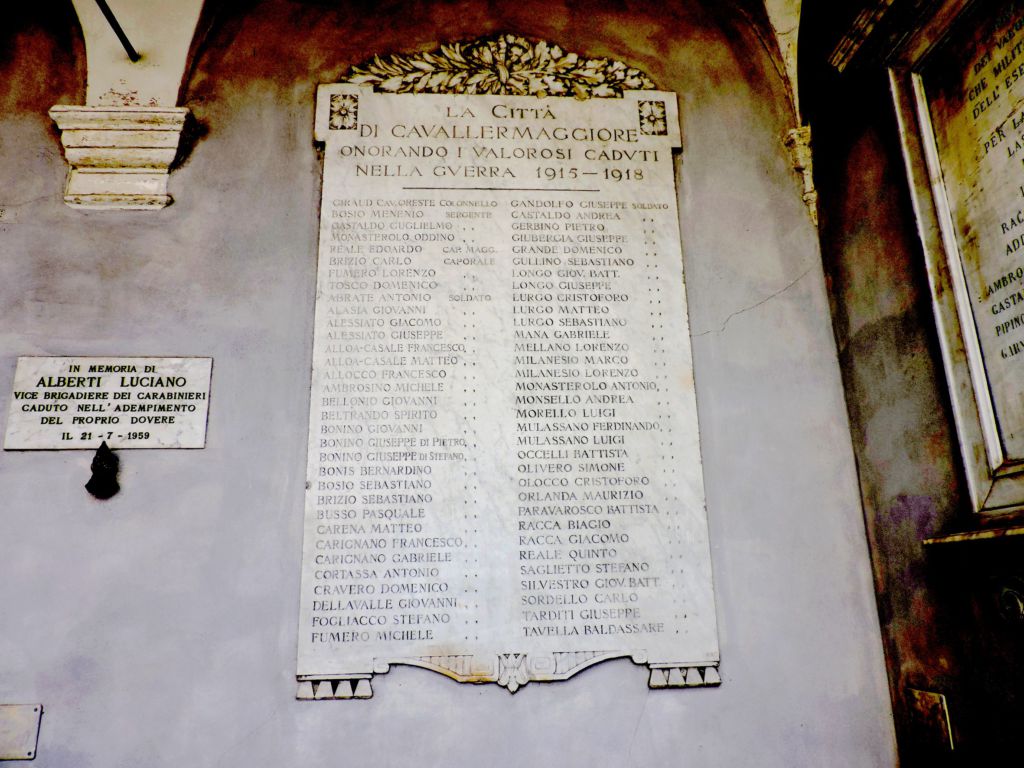 LA CITTÀ
DI CAVALLERMAGGIORE
ONORANDO I VALOROSI CADVTI
NELLA GVERRA 1915-1918
GIRAUD CAV. ORESTE COLONNELLO
BOSIO MENENIO SERGENTE
GASTALDO GUGLIELMO " "
MONASTEROLO ODDINO " "
REALE EDOARDO CAP. MAGG.
BRIZIO CARLO CAPORALE
FUMERO LORENZO " "
TOSCO DOMENICO " "
ABRATE ANTONIO SOLDATO
ALASIA GIOVANNI " "
ALESSIATO GIACOMO " "
ALESSIATO GIUSEPPE " "
ALLOA-CASALE FRANCESCO " "
ALLOA-CASALE MATTEO " "
ALLOCCO FRANCESCO " "
AMBROSINO MICHELE " "
BELLONIO GIOVANNI " "
BELTRANDO SPIRITO " "
BONINO GIOVANNI " "
BONINO GIUSEPPE DI PIETRO " "
BONINO GIUSEPPE DI STEFANO " "
BONIS BERNARDINO " "
BOSIO SEBASTIANO " "
BRIZIO SEBASTIANO " "
BUSSO PASQUALE " "
CARENA MATTEO " "
CARIGNANO FRANCESCO " "
CARIGNANO GABRIELE " "
CORTASSA ANTONIO " "
CRAVERO DOMENICO " "
DELLAVALLE GIOVANNI " "
FOGLIACCO STEFANO " "
FUMERO MICHELE " "
GANDOLFO GIUSEPPE SOLDATO
GASTALDO ANDREA " "
GERBINO PIETRO " "
GIUBERGIA GIUSEPPE " "
GRANDE DOMENICO " "
GULLINO SEBASTIANO " "
LONGO GIOV. BATT. " "
LONGO GIUSEPPE " "
LURGO CRISTOFORO " "
LURGO MATTEO " "
LURGO SEBASTIANO " "
MANA GABRIELE " "
MELLANO LORENZO " "
MILANESIO MARCO " "
MILANESIO LORENZO " "
MONASTEROLO ANTONIO " "
MONSELLO ANDREA " "
MORELLO LUIGI " "
MULASSANO FERDINANDO " "
MULASSANO LUIGI " "
OCCELLI BATTISTA " "
OLIVERO SIMONE " "
OLOCCO CRISTOFORO " "
ORLANDA MAURIZIO " "
PARAVAROSCO BATTISTA " "
RACCA BIAGIO " "
RACCA GIACOMO " "
REALE QUINTO " "
SAGLIETTO STEFANO " "
SILVESTRO GIOV. BATT. " "
SORDELLO CARLO " "
TARDITI GIUSEPPE " "
TAVELLA BALDASSARE " "
IN MEMORIA DI
ALBERTI LUCIANO
VICE BRIGADIERE DEI CARABINIERI
CADUTO NELL'ADEMPIMENTO
DEL PROPRIO DOVERE
IL 21-7-1959
CHE MILIT
DELL'ESE
PER LA